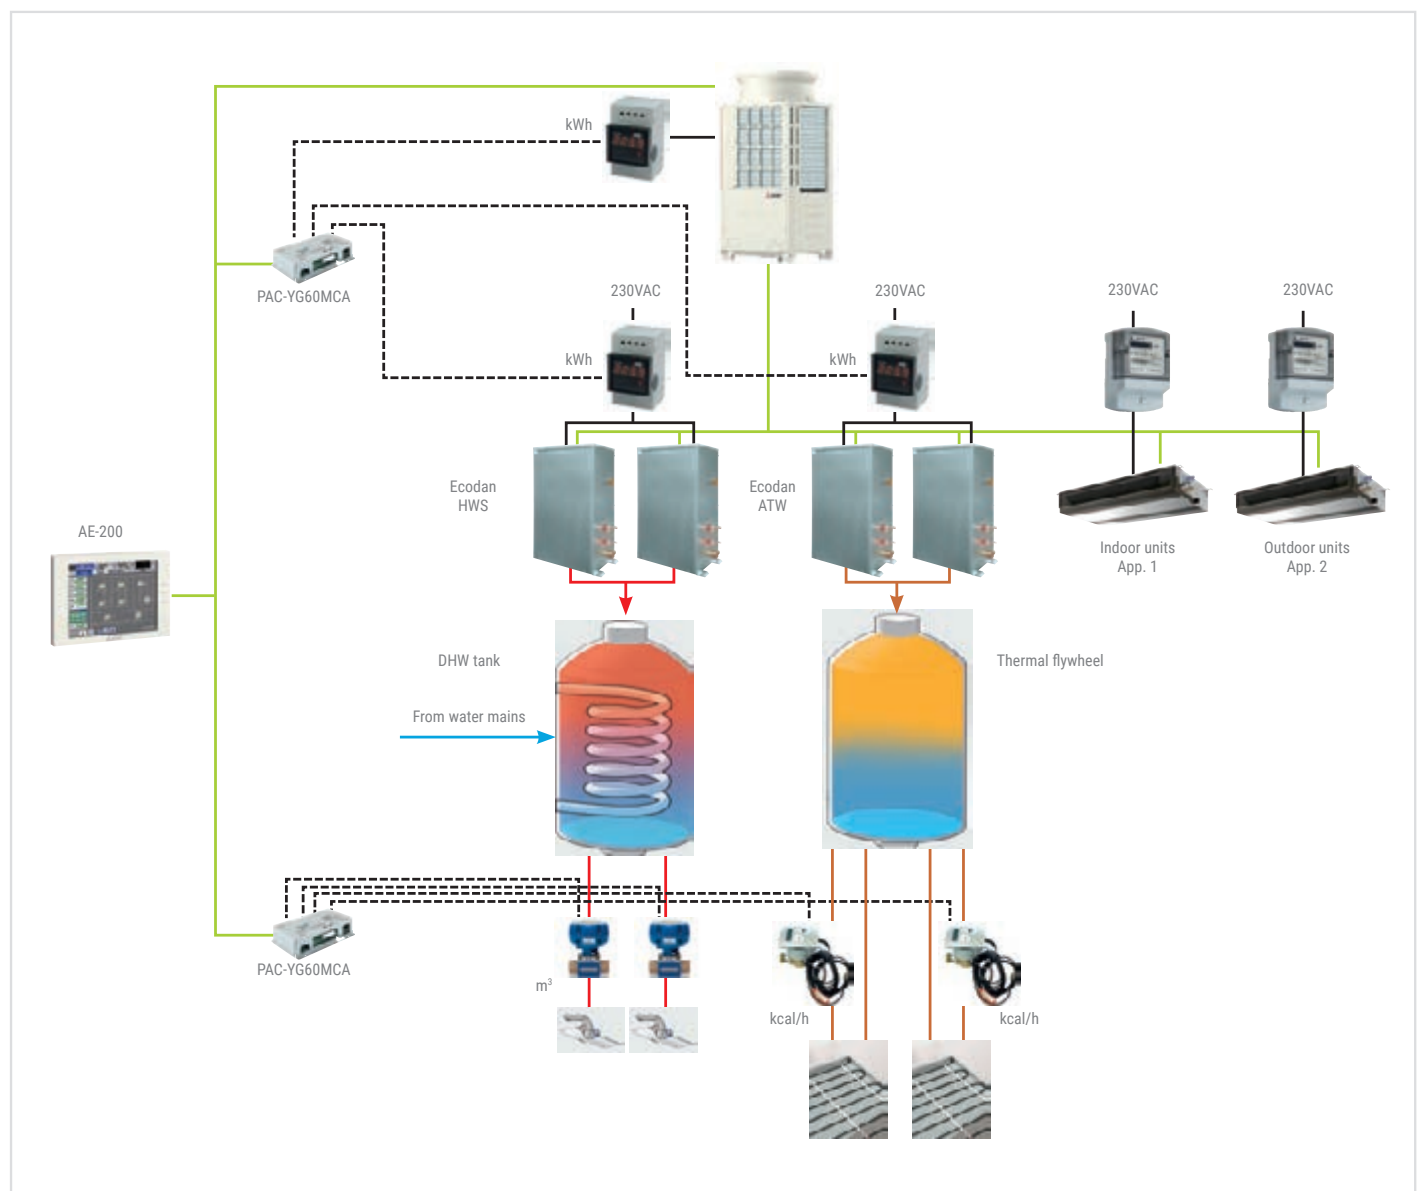 kWh
PAC-YG60MCA
230VAC
230VAC
230VAC
230VAC
kWh
kWh
Ecodan
HWS
Ecodan
ATW
AE-200
Indoor units
App. 1
Outdoor units
App. 2
DHW tank
Thermal flywheel
From water mains
PAC-YG60MCA
m³
kcal/h
kcal/h